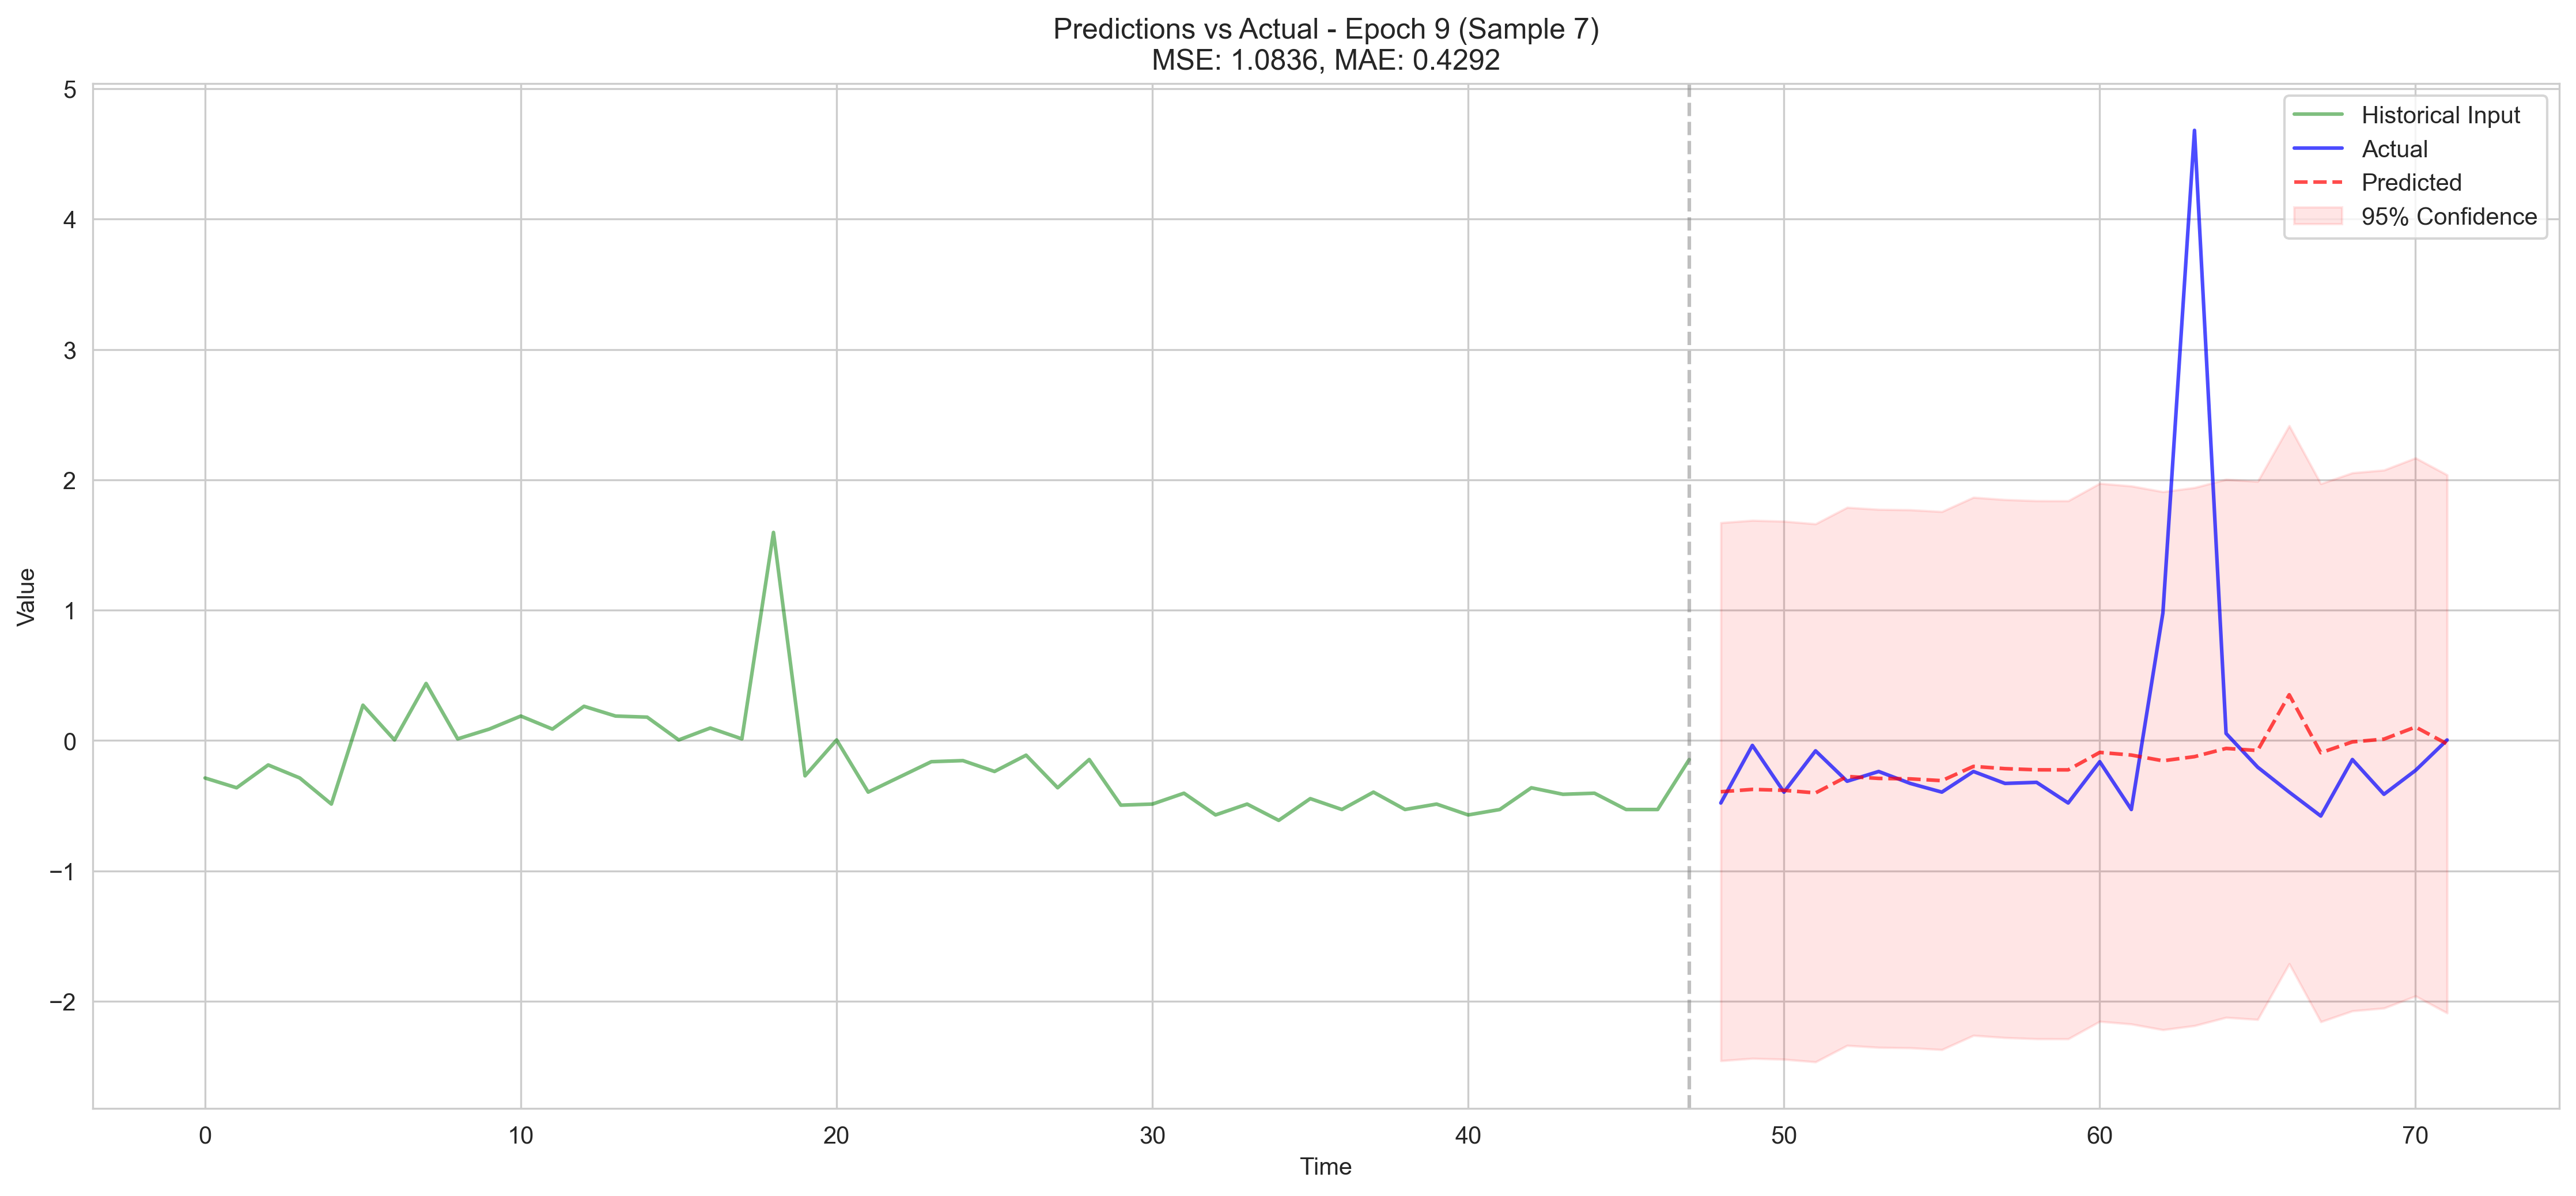 Predictions vs Actual - Epoch 9 (Sample 7)
MSE: 1.0836, MAE: 0.4292
Historical Input
Actual
Predicted
95% Confidence
5
4
3
2
1
0
−1
−2
Value
0 10 20 30 40 50 60 70
Time